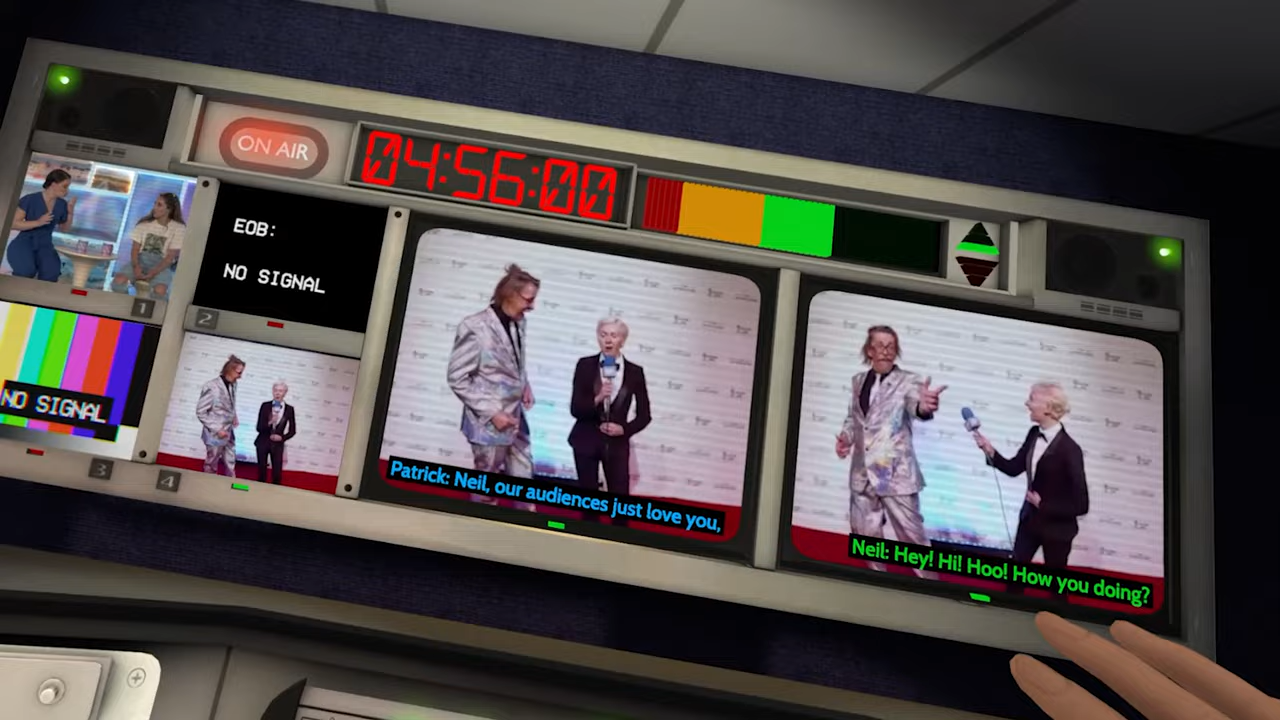 ON AIR
04:56:00
EOB:
NO SIGNAL
1
2
NO SIGNAL
3
4
Patrick: Neil, our audiences just love you,
Neil: Hey! Hi! Hoo! How you doing?